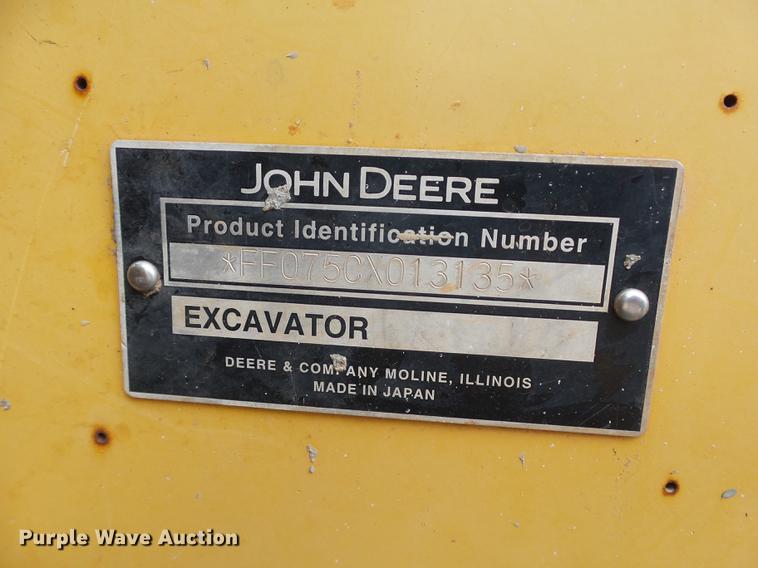 JOHN DEERE
Product Identification Number
*FF075CX013135*
EXCAVATOR
DEERE & COMPANY MOLINE, ILLINOIS
MADE IN JAPAN
Purple Wave Auction